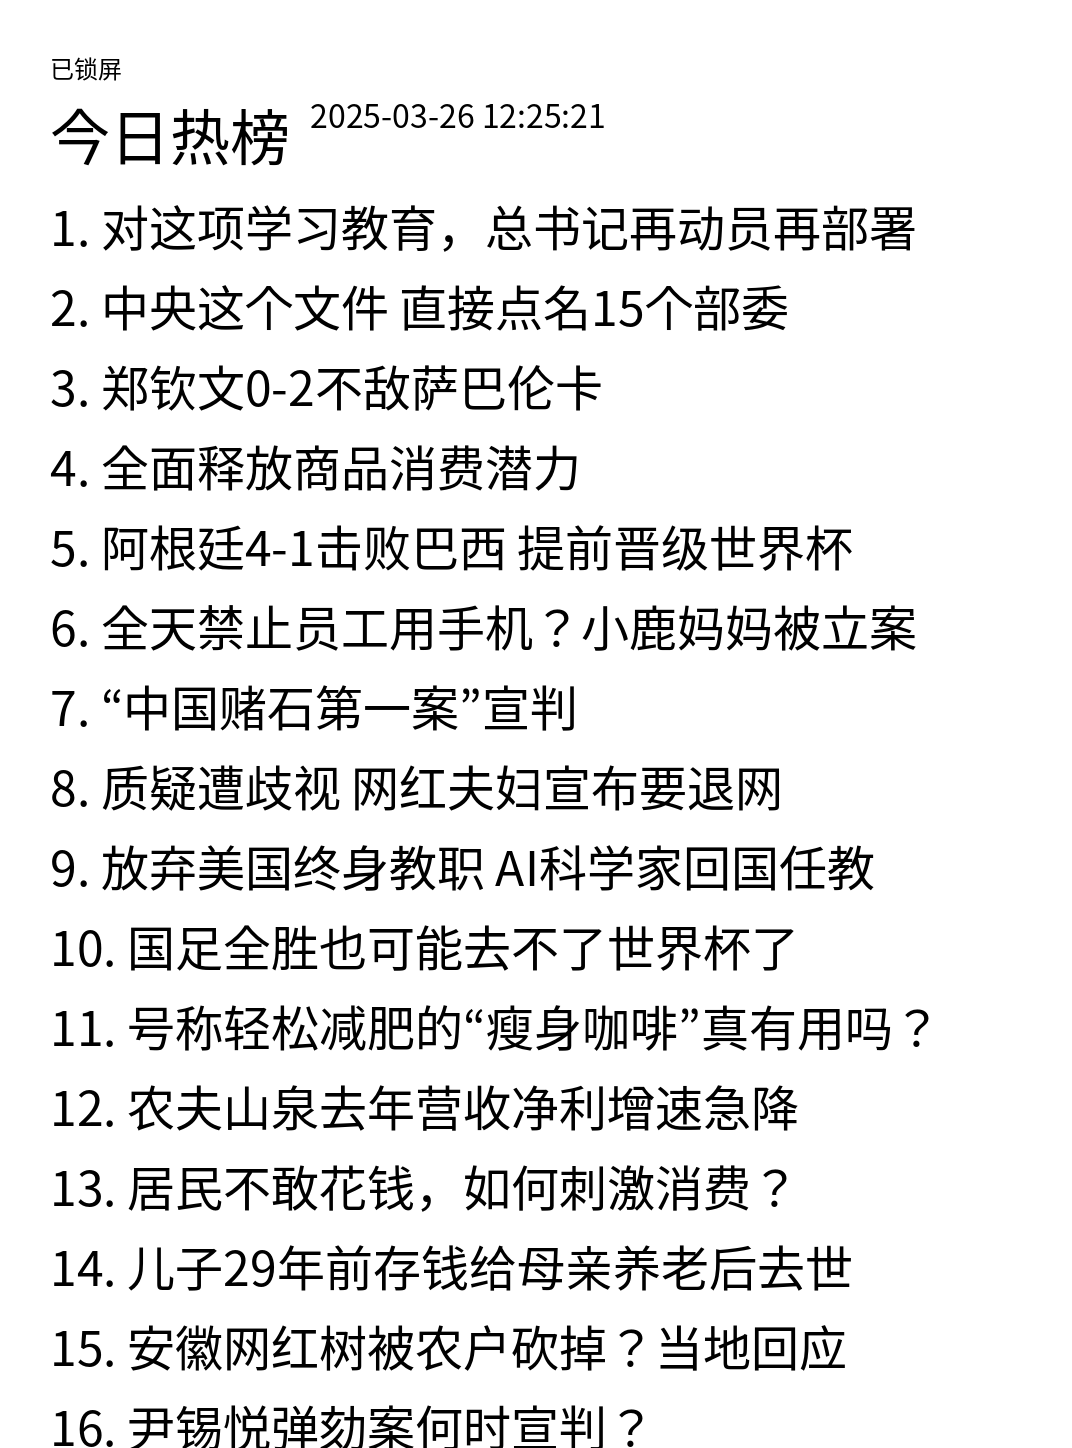 已锁屏
今日热榜 2025-03-26 12:25:21
1. 对这项学习教育，总书记再动员再部署
2. 中央这个文件 直接点名15个部委
3. 郑钦文0-2不敌萨巴伦卡
4. 全面释放商品消费潜力
5. 阿根廷4-1击败巴西 提前晋级世界杯
6. 全天禁止员工用手机？小鹿妈妈被立案
7. “中国赌石第一案”宣判
8. 质疑遭歧视 网红夫妇宣布要退网
9. 放弃美国终身教职 AI科学家回国任教
10. 国足全胜也可能去不了世界杯了
11. 号称轻松减肥的“瘦身咖啡”真有用吗？
12. 农夫山泉去年营收净利增速急降
13. 居民不敢花钱，如何刺激消费？
14. 儿子29年前存钱给母亲养老后去世
15. 安徽网红树被农户砍掉？当地回应
16. 尹锡悦弹劾案何时宣判？